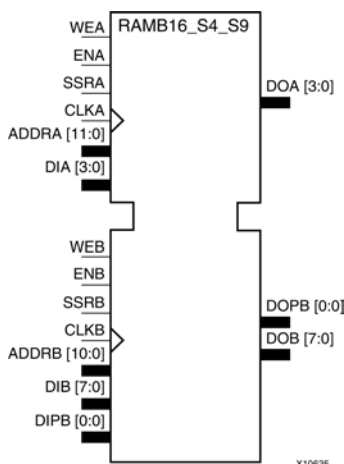 RAMB16_S4_S9
WEA
ENA
SSRA
CLKA
ADDRA [11:0]
DIA [3:0]
DOA [3:0]
WEB
ENB
SSRB
CLKB
ADDRB [10:0]
DIB [7:0]
DIPB [0:0]
DOPB [0:0]
DOB [7:0]
X10635